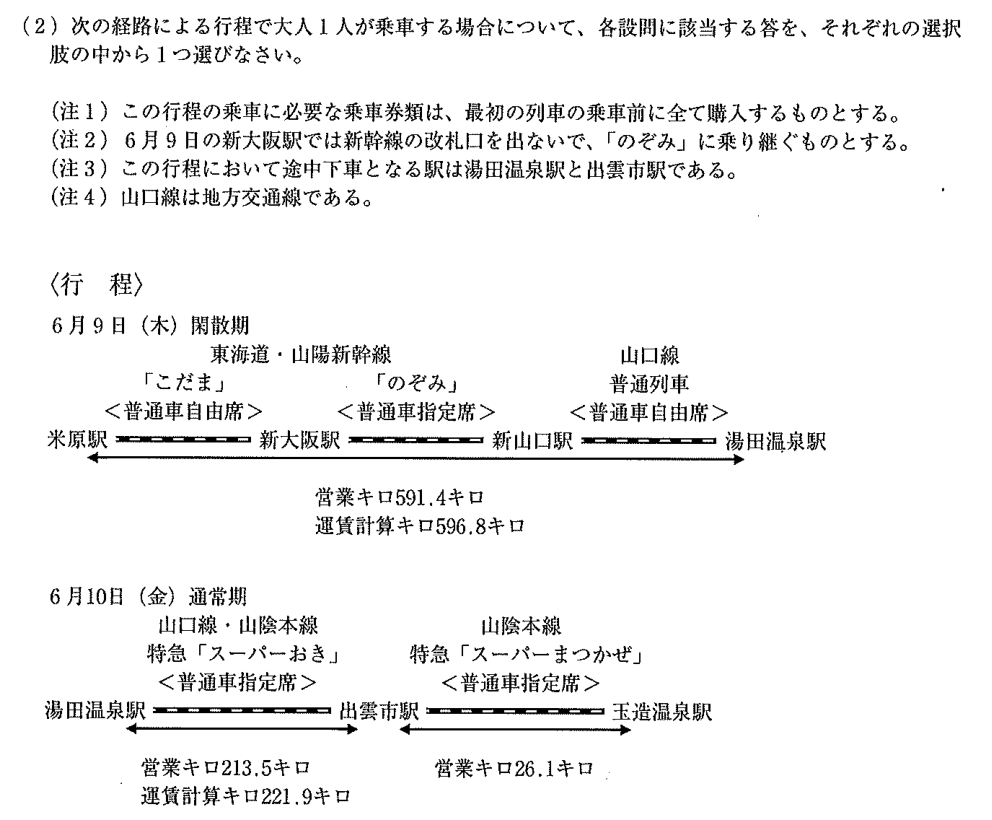 （２）次の経路による行程で大人１人が乗車する場合について、各設問に該当する答を、それぞれの選択
肢の中から１つ選びなさい。
（注１）この行程の乗車に必要な乗車券類は、最初の列車の乗車前に全て購入するものとする。
（注２）６月９日の新大阪駅では新幹線の改札口を出ないで、「のぞみ」に乗り継ぐものとする。
（注３）この行程において途中下車となる駅は湯田温泉駅と出雲市駅である。
（注４）山口線は地方交通線である。
〈行　程〉
６月９日（木）閑散期
東海道・山陽新幹線　山口線
「こだま」　「のぞみ」　普通列車
＜普通車自由席＞　＜普通車指定席＞　＜普通車自由席＞
米原駅　新大阪駅　新山口駅　湯田温泉駅
営業キロ591.4キロ
運賃計算キロ596.8キロ
６月10日（金）通常期
山口線・山陰本線　山陰本線
特急「スーパーおき」　特急「スーパーまつかぜ」
＜普通車指定席＞　＜普通車指定席＞
湯田温泉駅　出雲市駅　玉造温泉駅
営業キロ213.5キロ　営業キロ26.1キロ
運賃計算キロ221.9キロ